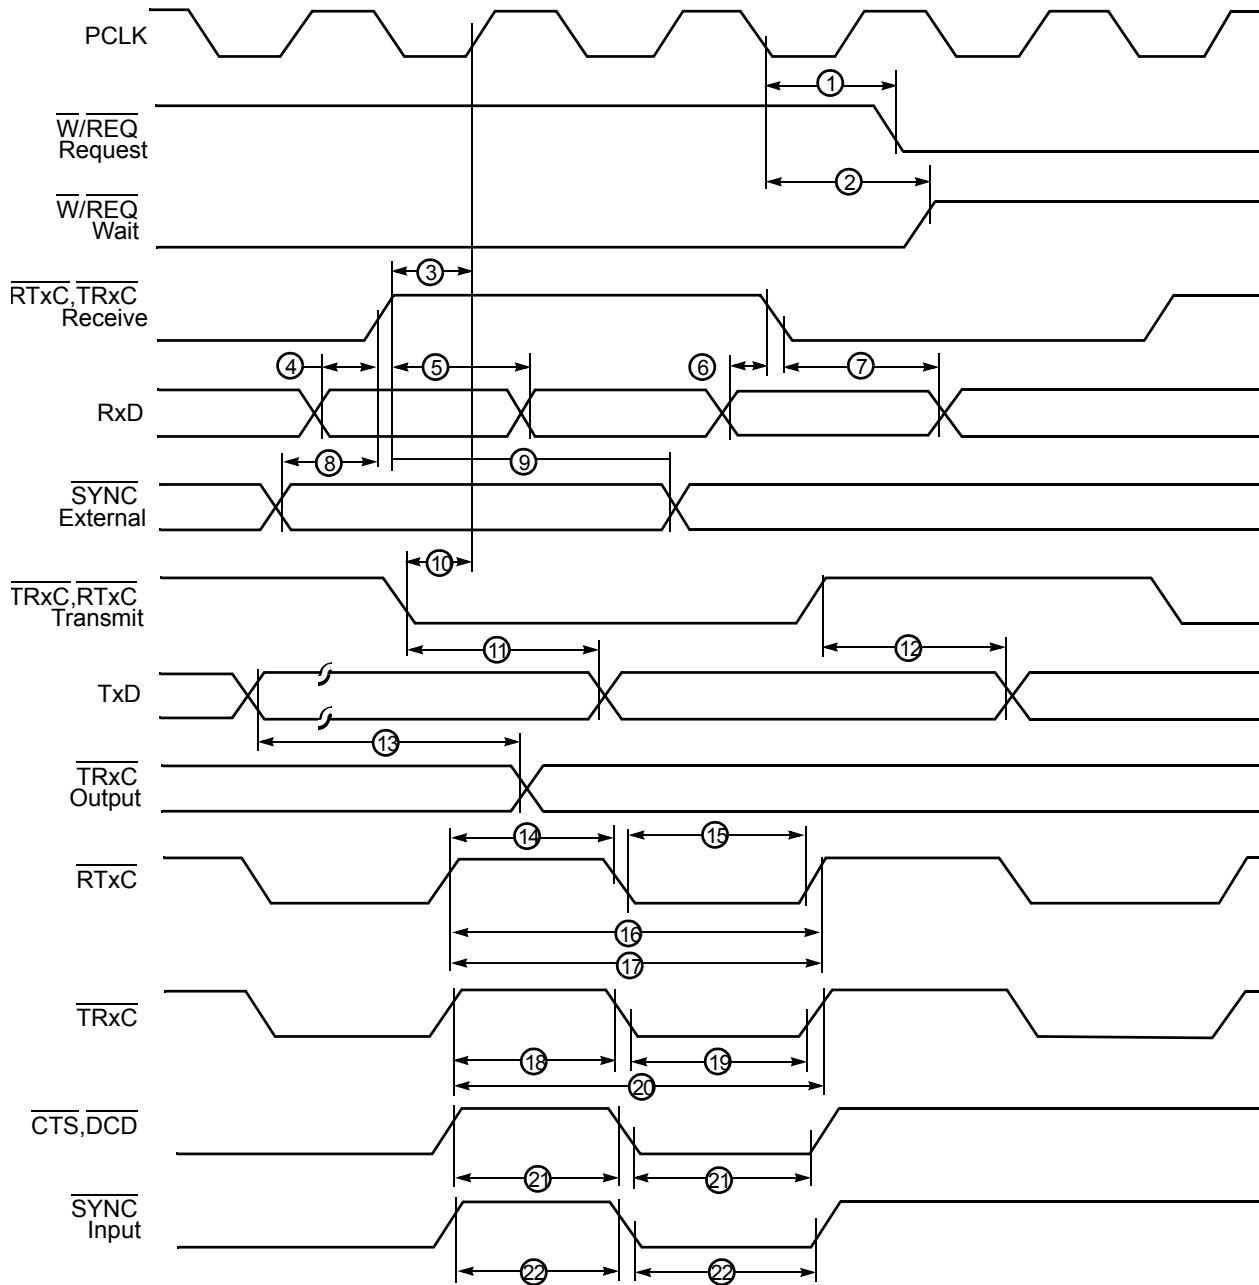 PCLK
1
W/REQ
Request
2
W/REQ
Wait
3
RTxC,TRxC
Receive
4
5
6
7
RxD
8
9
SYNC
External
10
TRxC,RTxC
Transmit
11
12
TxD
13
TRxC
Output
14
15
RTxC
16
17
TRxC
18
19
20
CTS,DCD
21
21
SYNC
Input
22
22